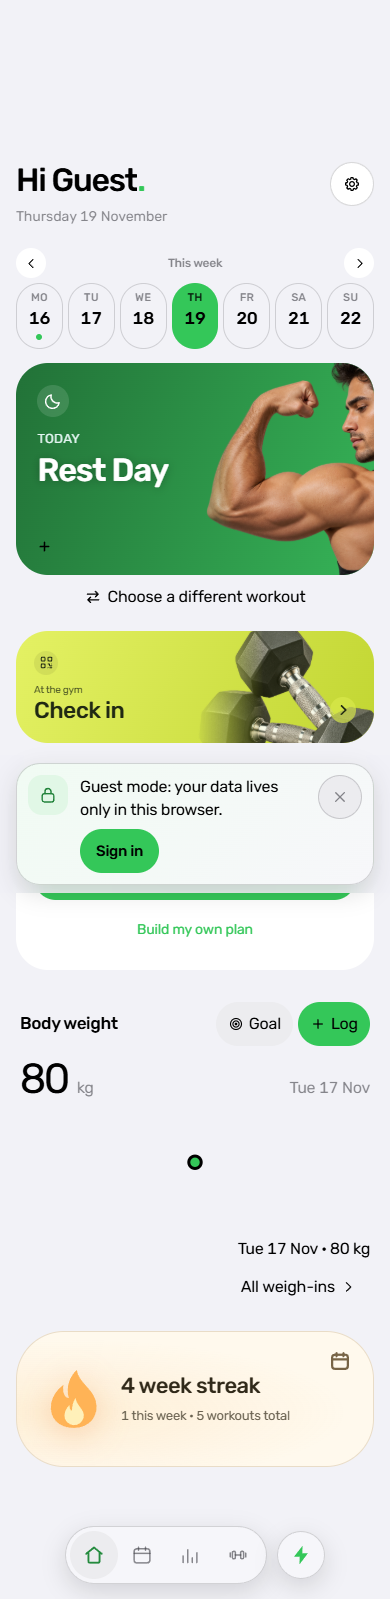 Hi Guest.
Thursday 19 November
This week
MO TU WE TH FR SA SU
16 17 18 19 20 21 22
TODAY
Rest Day
Choose a different workout
At the gym
Check in
Guest mode: your data lives
only in this browser.
Sign in
Build my own plan
Body weight
Goal
+ Log
80 kg
Tue 17 Nov
Tue 17 Nov • 80 kg
All weigh-ins
4 week streak
1 this week • 5 workouts total